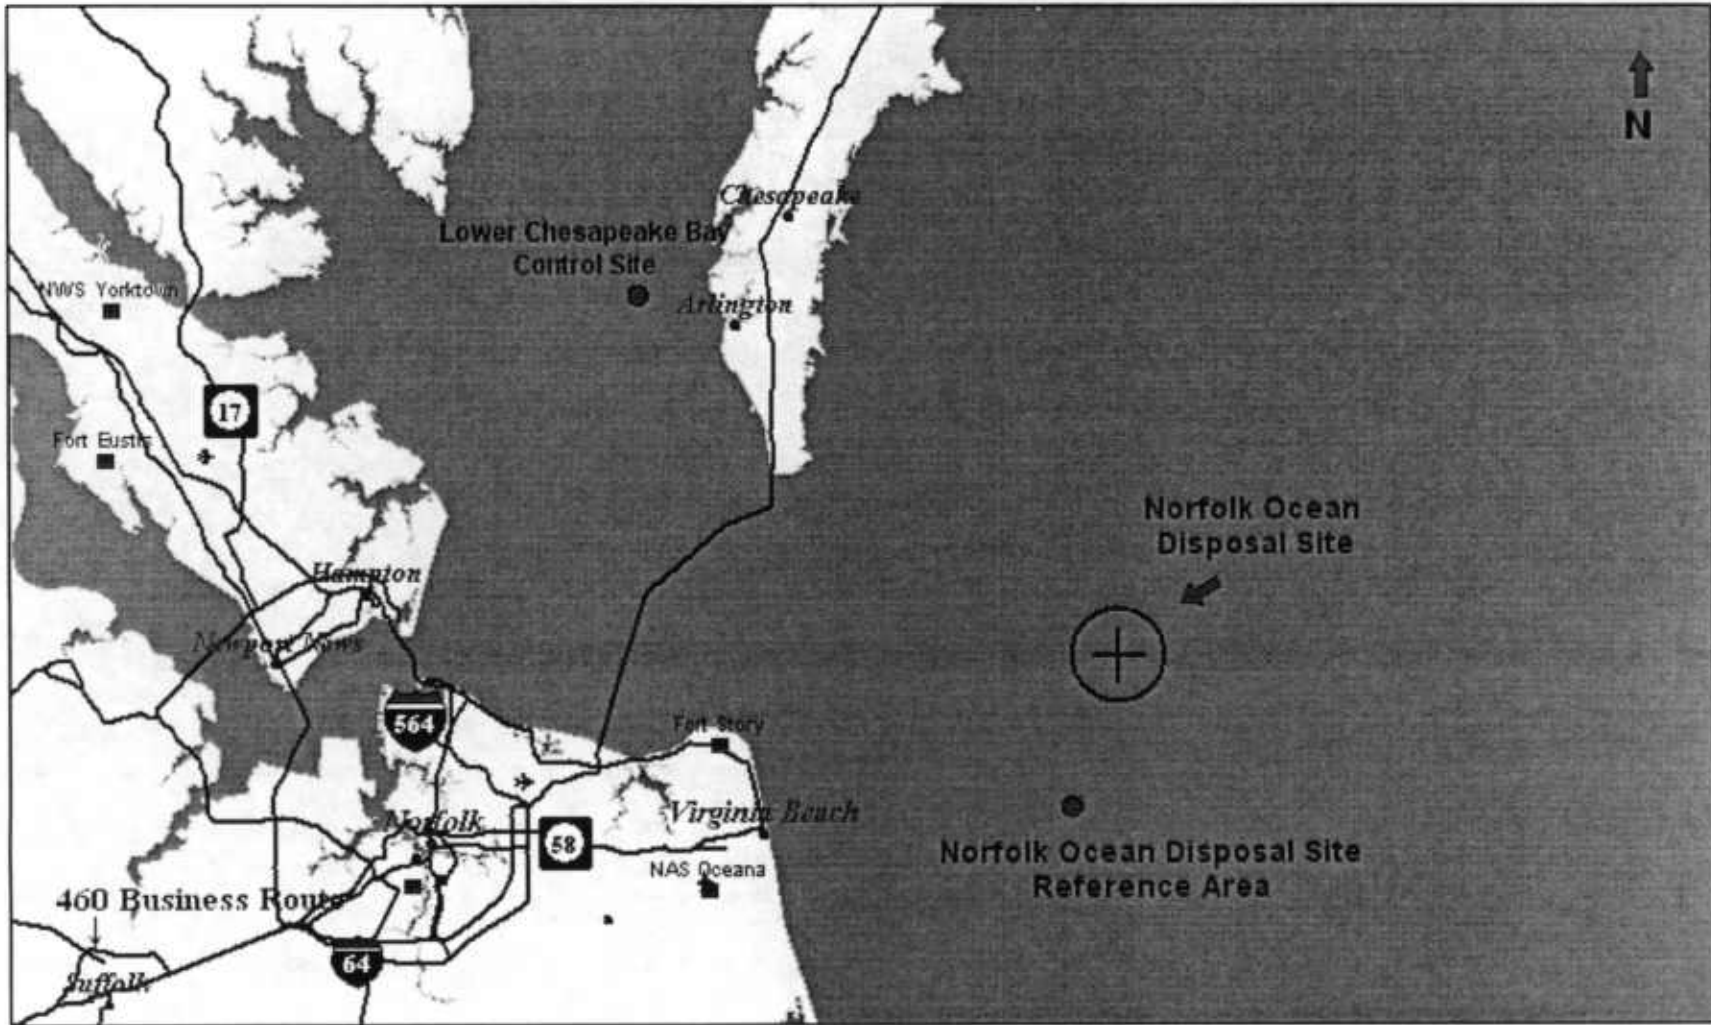 N
Chesapeake
Lower Chesapeake Bay
Control Site
NWS Yorktown
Arlington
17
Fort Eustis
Norfolk Ocean
Disposal Site
Hampton
Newport News
564
Fort Story
Norfolk
Virginia Beach
58
Norfolk Ocean Disposal Site
Reference Area
NAS Oceana
460 Business Route
64
Suffolk